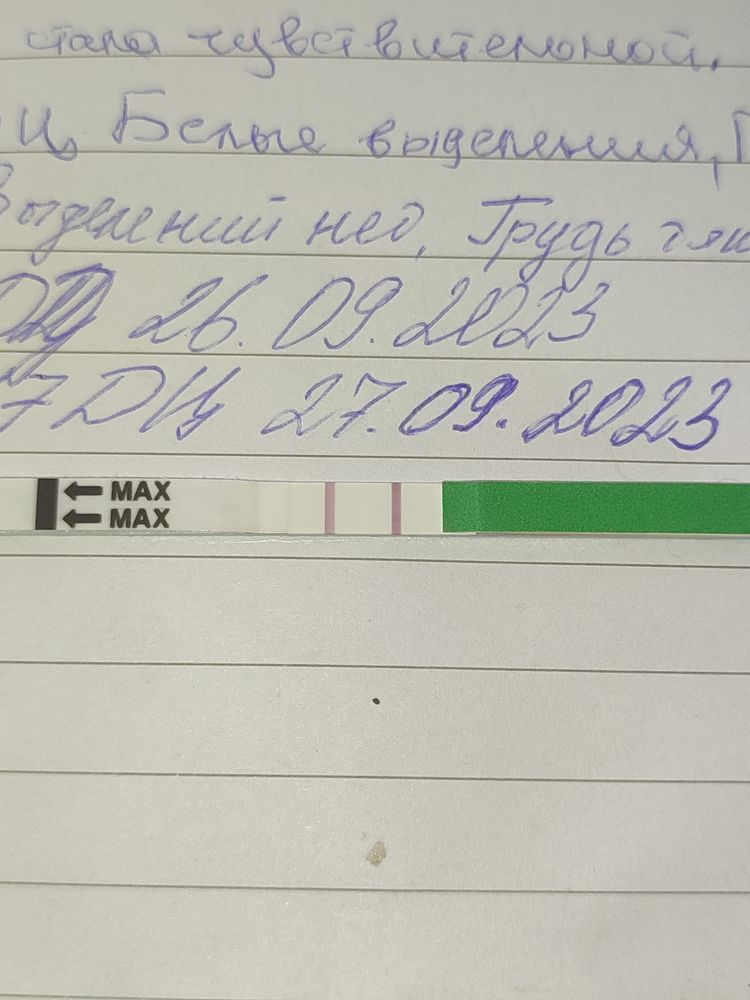 стала чувствительной.
Ц, Белые выделения,
Выделений нет, Грудь
26.09.2023
7 ДЦ 27.09.2023
← MAX
← MAX